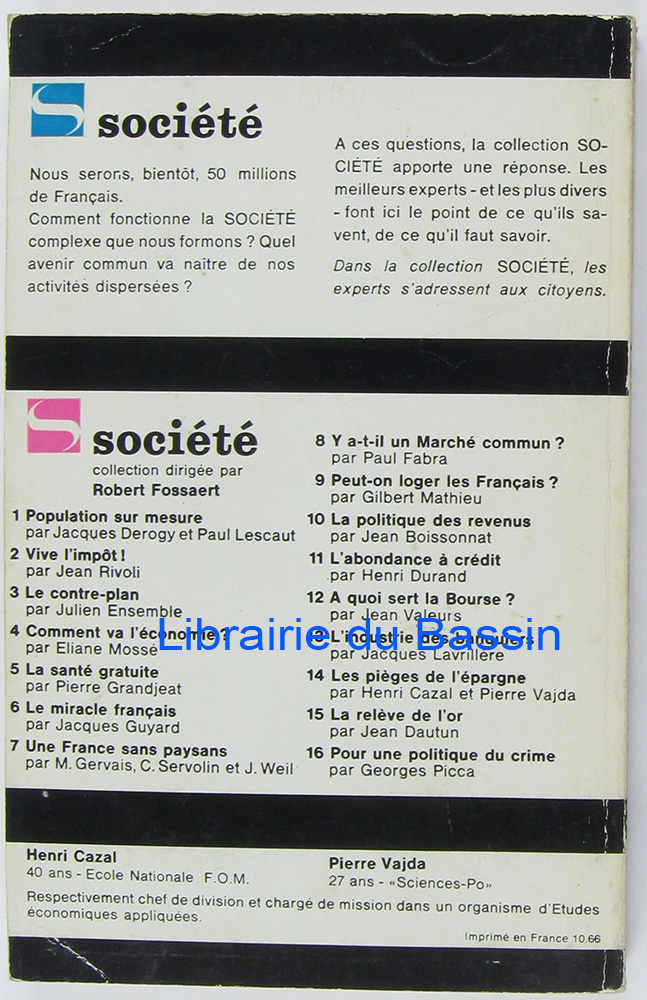 société
Nous serons, bientôt, 50 millions
de Français.
Comment fonctionne la SOCIÉTÉ
complexe que nous formons ? Quel
avenir commun va naître de nos
activités dispersées ?
A ces questions, la collection SO-
CIÉTÉ apporte une réponse. Les
meilleurs experts - et les plus divers
- font ici le point de ce qu'ils sa-
vent, de ce qu'il faut savoir.
Dans la collection SOCIÉTÉ, les
experts s'adressent aux citoyens.
société
collection dirigée par
Robert Fossaert
1 Population sur mesure
par Jacques Derogy et Paul Lescaut
2 Vive l'impôt !
par Jean Rivoli
3 Le contre-plan
par Julien Ensemble
4 Comment va l'économie ?
par Eliane Mossé
5 La santé gratuite
par Pierre Grandjeat
6 Le miracle français
par Jacques Guyard
7 Une France sans paysans
par M. Gervais, C. Servolin et J. Weil
8 Y a-t-il un Marché commun ?
par Paul Fabra
9 Peut-on loger les Français ?
par Gilbert Mathieu
10 La politique des revenus
par Jean Boissonnat
11 L'abondance à crédit
par Henri Durand
12 A quoi sert la Bourse ?
par Jean Valeurs
13 L'industrie des banquiers
par Jacques Lavrillère
14 Les pièges de l'épargne
par Henri Cazal et Pierre Vajda
15 La relève de l'or
par Jean Dautun
16 Pour une politique du crime
par Georges Picca
Librairie du Bassin
Henri Cazal
40 ans - Ecole Nationale F.O.M.
Pierre Vajda
27 ans - «Sciences-Po»
Respectivement chef de division et chargé de mission dans un organisme d'Etudes
économiques appliquées.
Imprimé en France 10.66